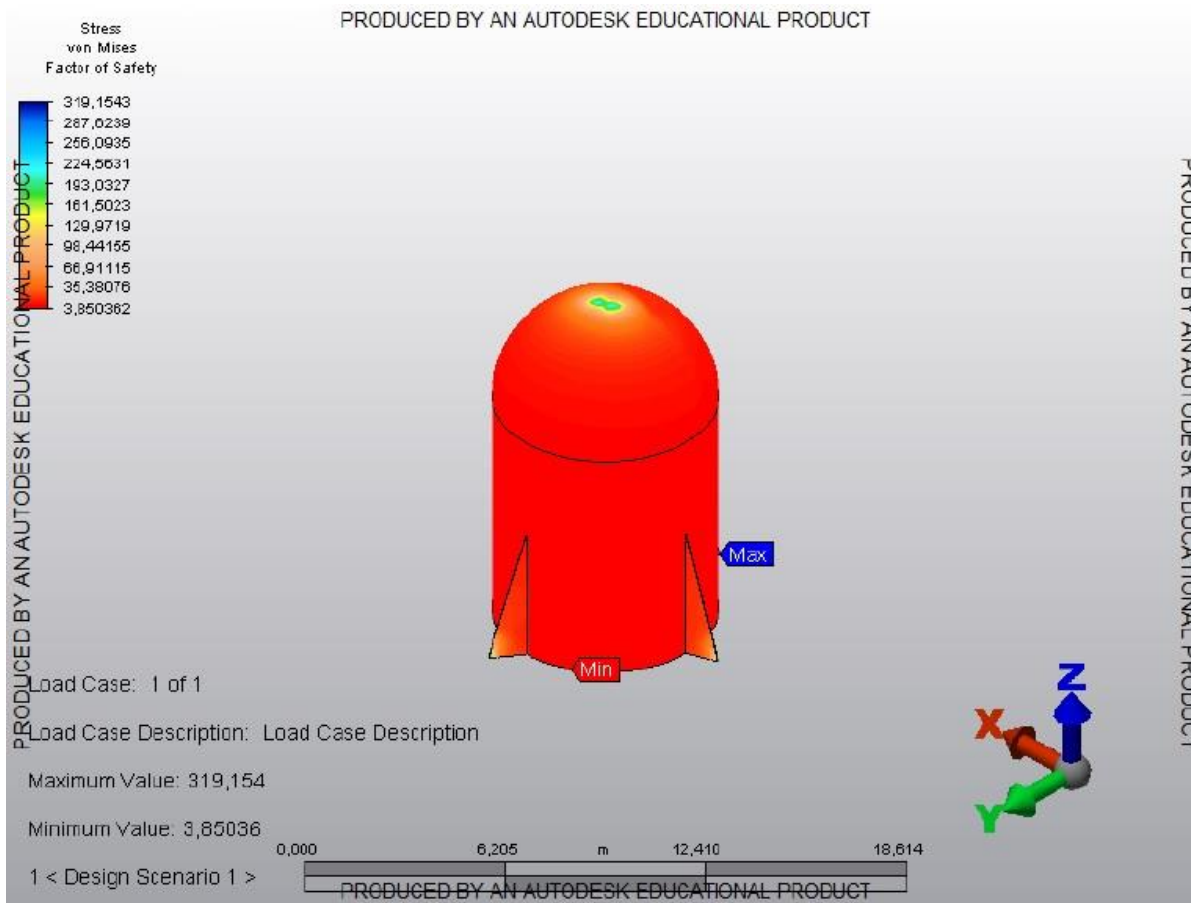 PRODUCED BY AN AUTODESK EDUCATIONAL PRODUCT
Stress
von Mises
Factor of Safety
319,1543
287,6239
256,0935
224,5631
193,0327
161,5023
129,9719
98,44155
66,91115
35,38076
3,850362
PRODUCED BY AN AUTODESK EDUCATIONAL PRODUCT
PRODUCED BY AN AUTODESK EDUCATIONAL PRODUCT
Max
Min
Load Case: 1 of 1
Load Case Description: Load Case Description
Maximum Value: 319,154
Minimum Value: 3,85036
1 < Design Scenario 1 >
0,000 6,205 m 12,410 18,614
Z
X
Y
PRODUCED BY AN AUTODESK EDUCATIONAL PRODUCT